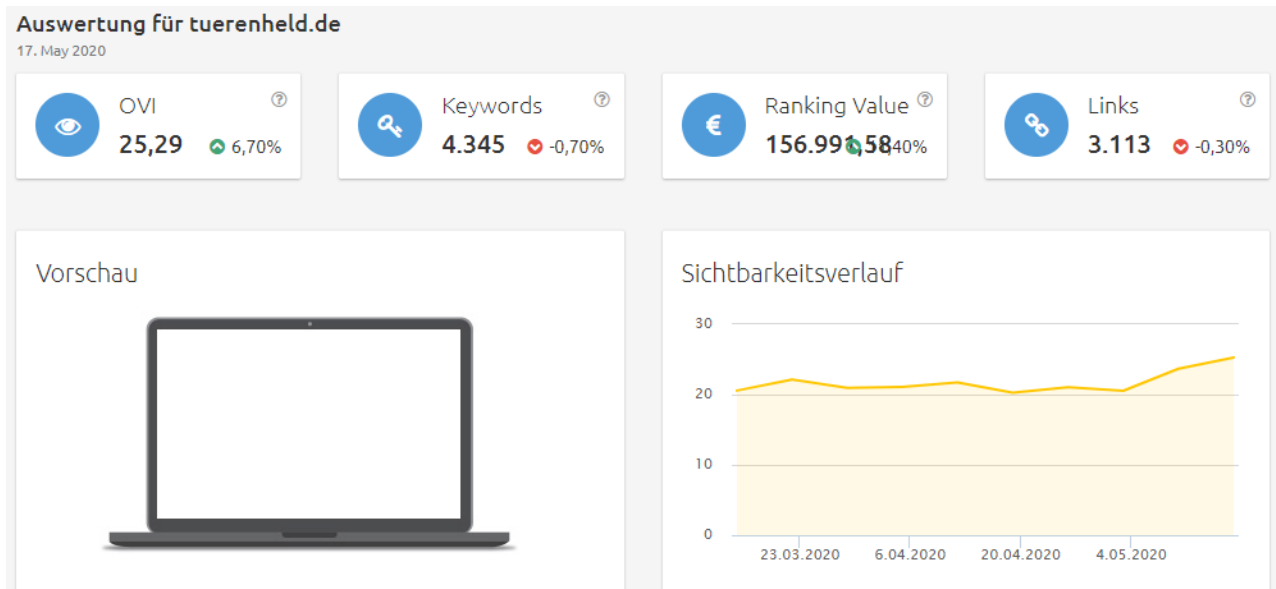 Auswertung für tuerenheld.de
17. May 2020
OVI
25,29 6,70%
Keywords
4.345 -0,70%
Ranking Value
156.991,58
Links
3.113 -0,30%
Vorschau
Sichtbarkeitsverlauf
30
20
10
0
23.03.2020 6.04.2020 20.04.2020 4.05.2020